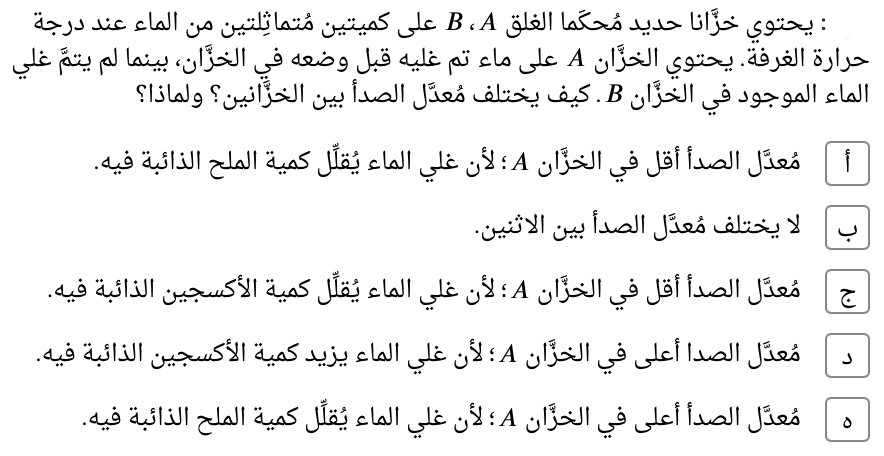 : يحتوي خزَّانا حديد مُحكَما الغلق A ، B على كميتين مُتماثِلتين من الماء عند درجة
حرارة الغرفة. يحتوي الخزَّان A على ماء تم غليه قبل وضعه في الخزَّان، بينما لم يتمَّ غلي
الماء الموجود في الخزَّان B . كيف يختلف مُعدَّل الصدأ بين الخزَّانين؟ ولماذا؟
أ مُعدَّل الصدأ أقل في الخزَّان A ؛ لأن غلي الماء يُقلِّل كمية الملح الذائبة فيه.
ب لا يختلف مُعدَّل الصدأ بين الاثنين.
ج مُعدَّل الصدأ أقل في الخزَّان A ؛ لأن غلي الماء يُقلِّل كمية الأكسجين الذائبة فيه.
د مُعدَّل الصدا أعلى في الخزَّان A ؛ لأن غلي الماء يزيد كمية الأكسجين الذائبة فيه.
ه مُعدَّل الصدأ أعلى في الخزَّان A ؛ لأن غلي الماء يُقلِّل كمية الملح الذائبة فيه.